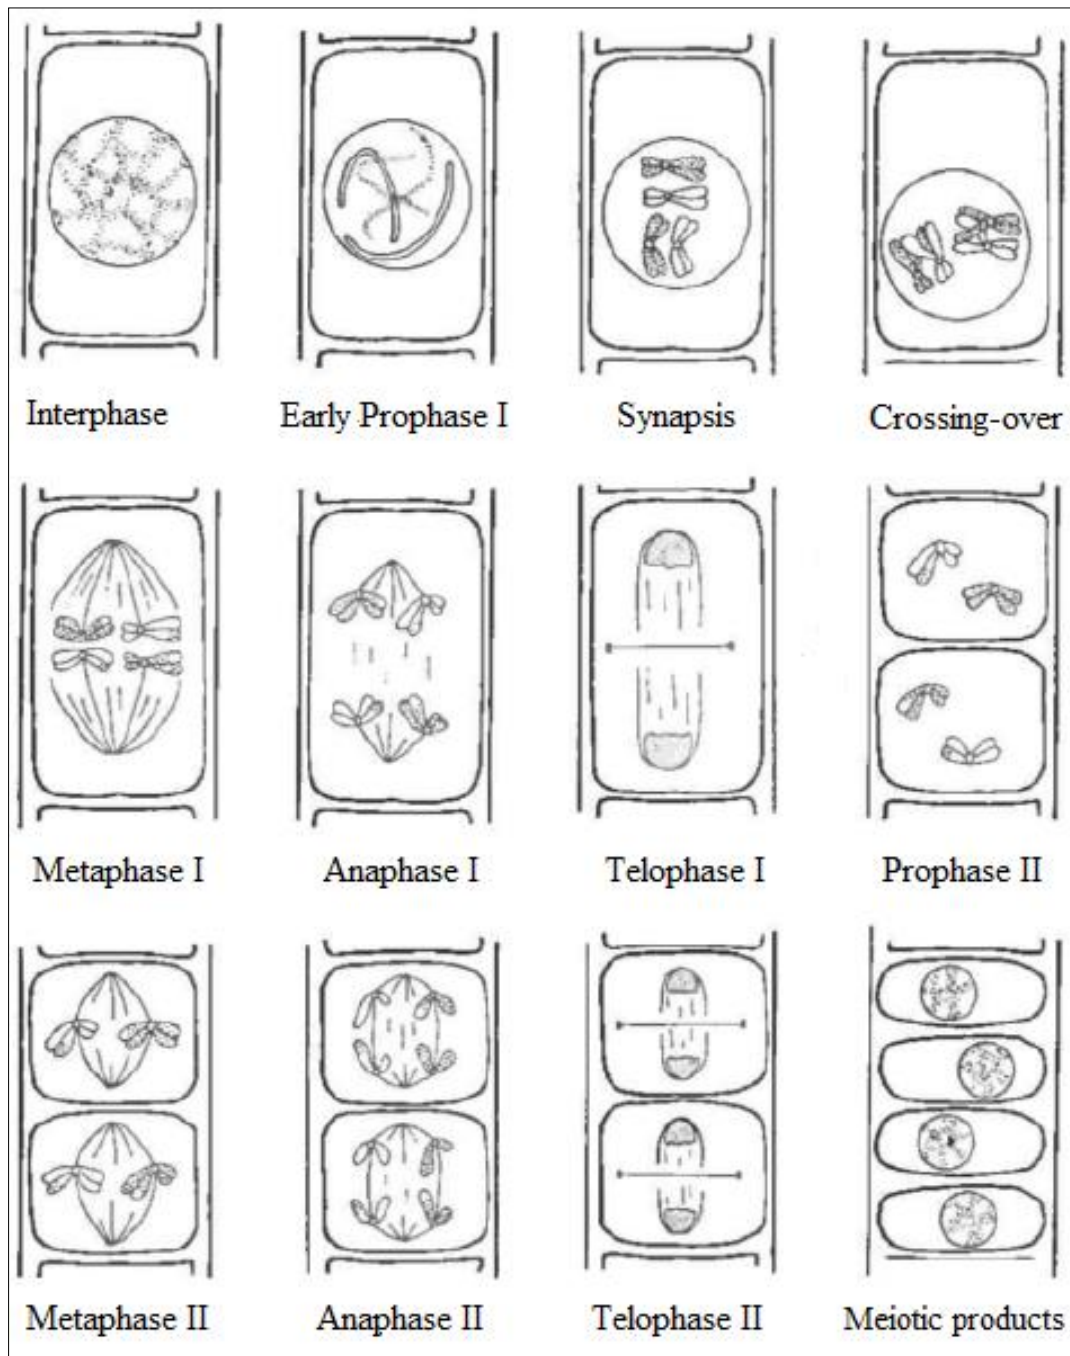 Interphase
Early Prophase I
Synapsis
Crossing-over
Metaphase I
Anaphase I
Telophase I
Prophase II
Metaphase II
Anaphase II
Telophase II
Meiotic products